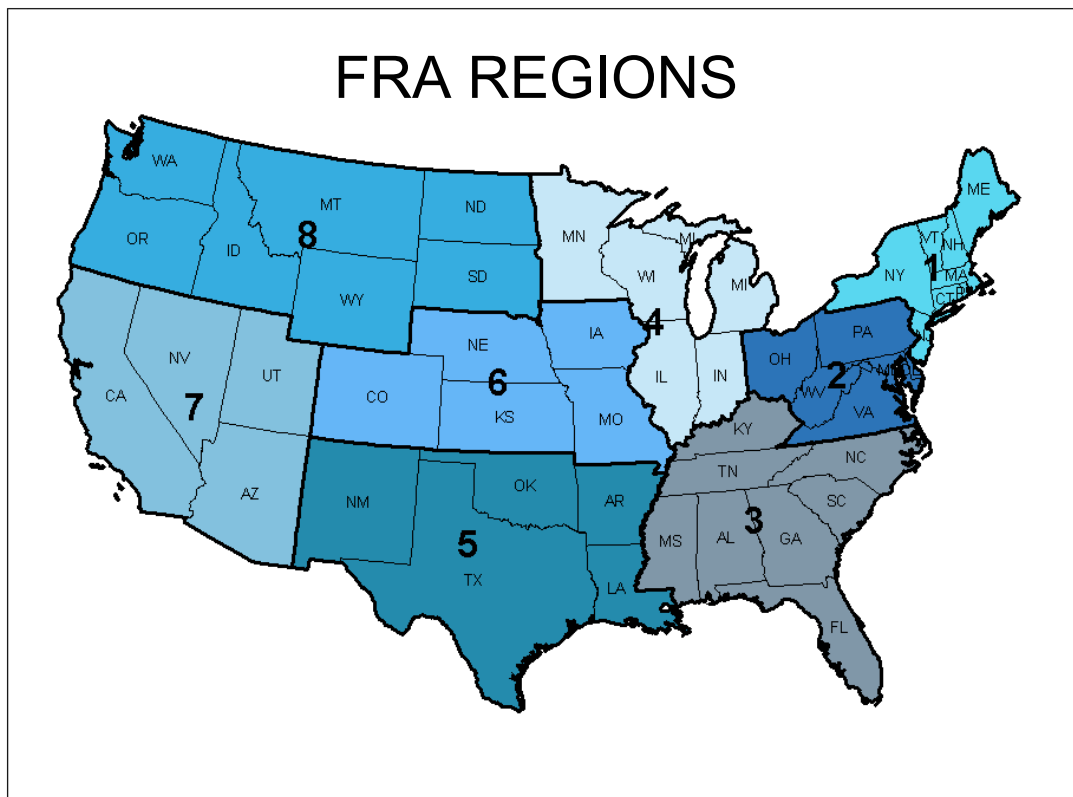 FRA REGIONS
WA
MT
ND
MN
ME
OR
ID
8
MI
VT
NH
WI
1
NY
MA
SD
MI
WY
CT
4
IA
PA
NE
OH
NV
UT
6
2
IL
IN
CO
WV
CA
7
KS
MO
VA
KY
NC
TN
AZ
NM
OK
AR
SC
3
5
MS
AL
GA
TX
LA
FL